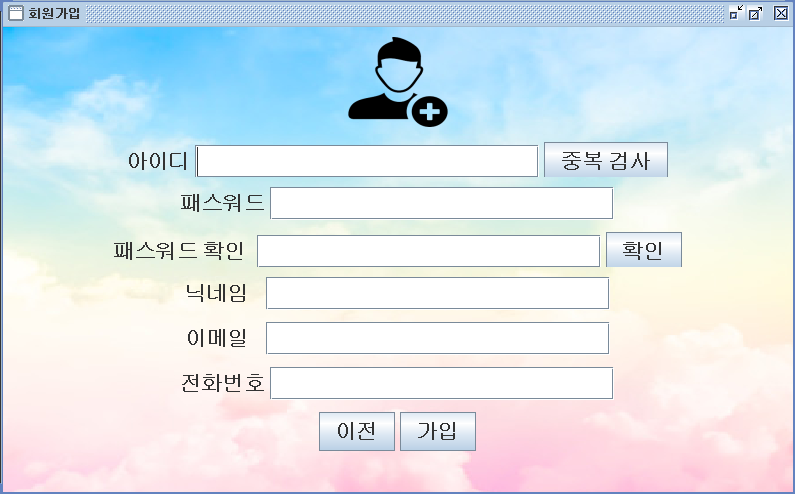 회원가입
아이디 중복 검사
패스워드
패스워드 확인 확인
닉네임
이메일
전화번호
이전 가입